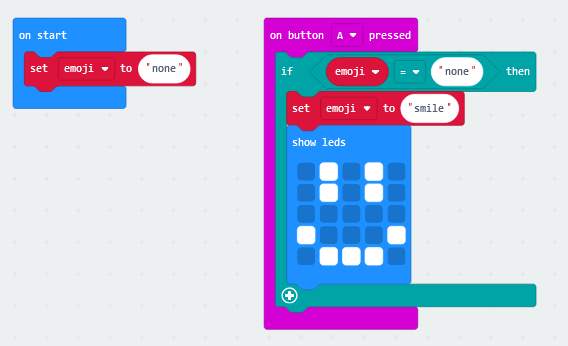 on start
set emoji to "none"
on button A pressed
if emoji = "none" then
set emoji to "smile"
show leds